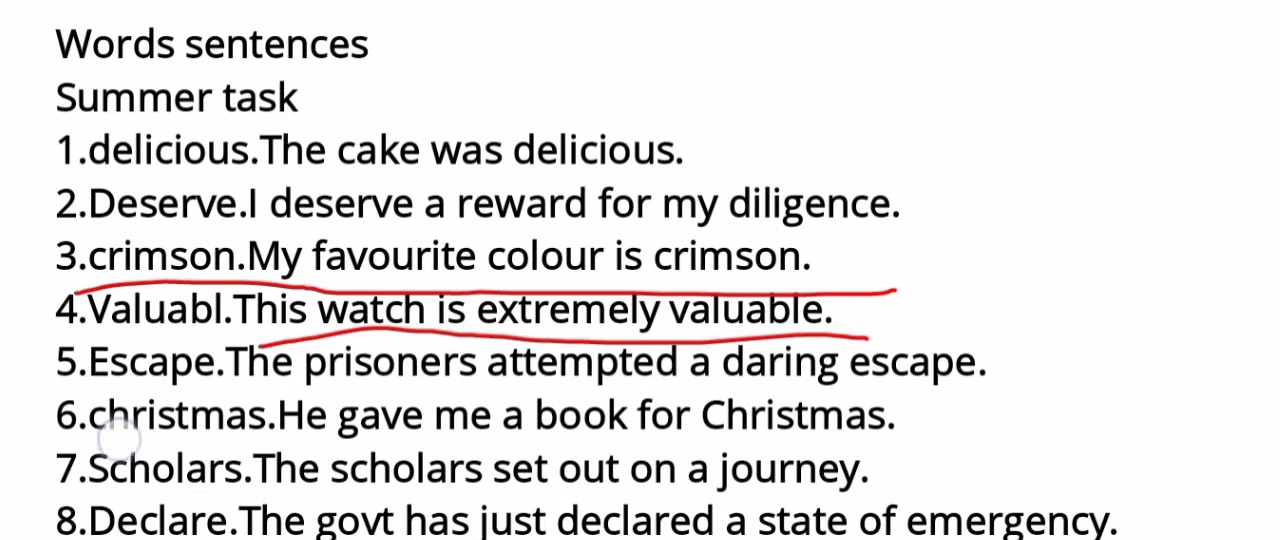 Words sentences
Summer task
1.delicious.The cake was delicious.
2.Deserve.I deserve a reward for my diligence.
3.crimson.My favourite colour is crimson.
4.Valuabl.This watch is extremely valuable.
5.Escape.The prisoners attempted a daring escape.
6.christmas.He gave me a book for Christmas.
7.Scholars.The scholars set out on a journey.
8.Declare.The govt has just declared a state of emergency.